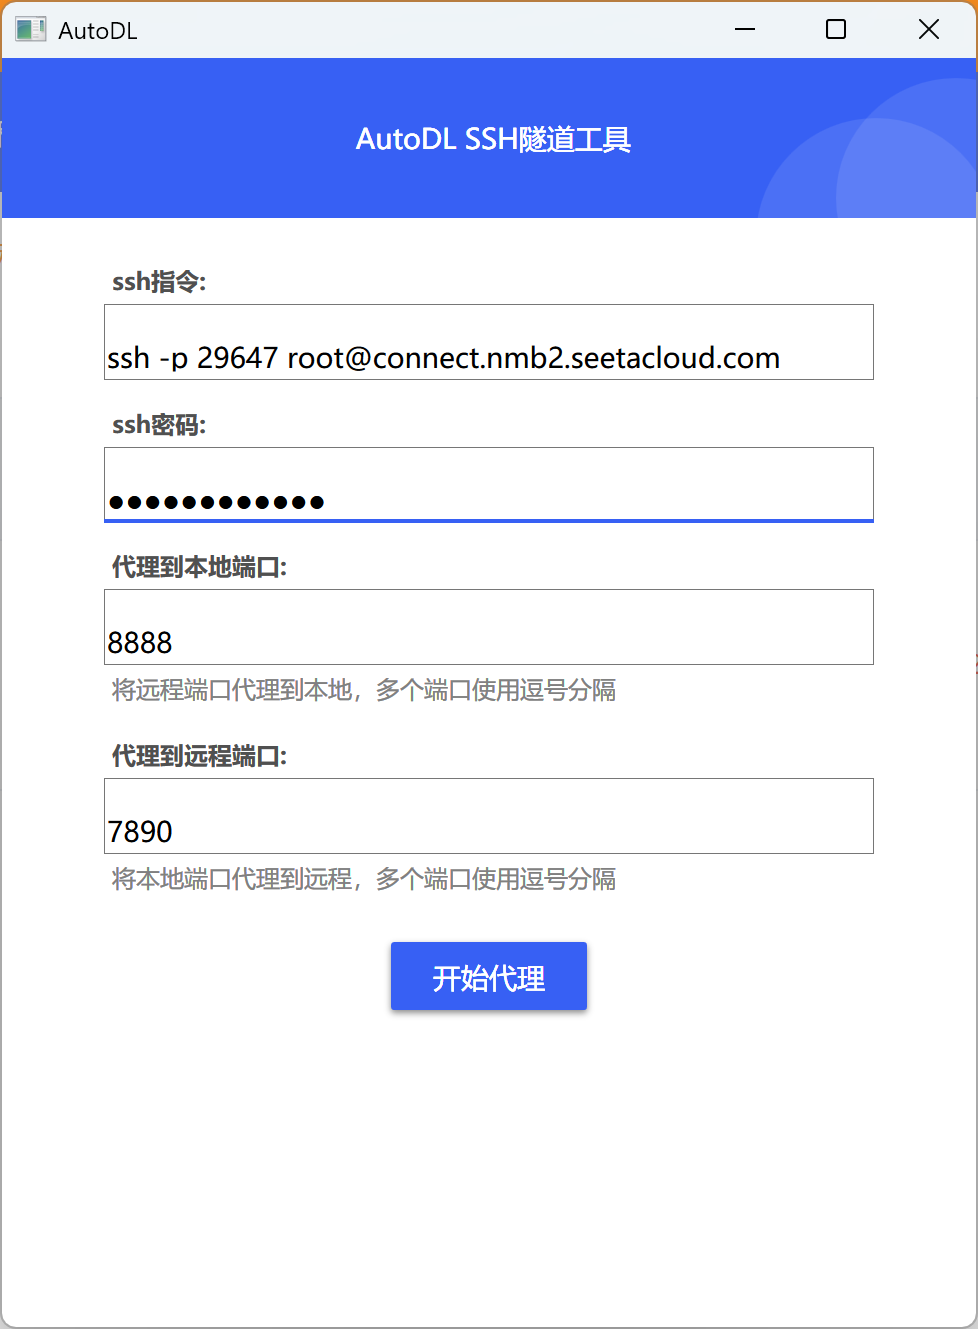 AutoDL
AutoDL SSH隧道工具
ssh指令:
ssh -p 29647 root@connect.nmb2.seetacloud.com
ssh密码:
●●●●●●●●●●●●
代理到本地端口:
8888
将远程端口代理到本地，多个端口使用逗号分隔
代理到远程端口:
7890
将本地端口代理到远程，多个端口使用逗号分隔
开始代理